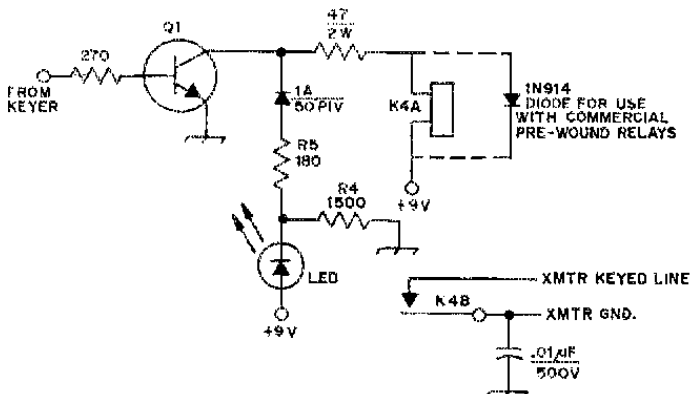 Q1
47
2W
270
FROM
KEYER
1A
50 PIV
K4A
1N914
DIODE FOR USE
WITH COMMERCIAL
PRE-WOUND RELAYS
R5
180
R4
1500
+9V
LED
+9V
XMTR KEYED LINE
K4B
XMTR GND.
.01µF
500V